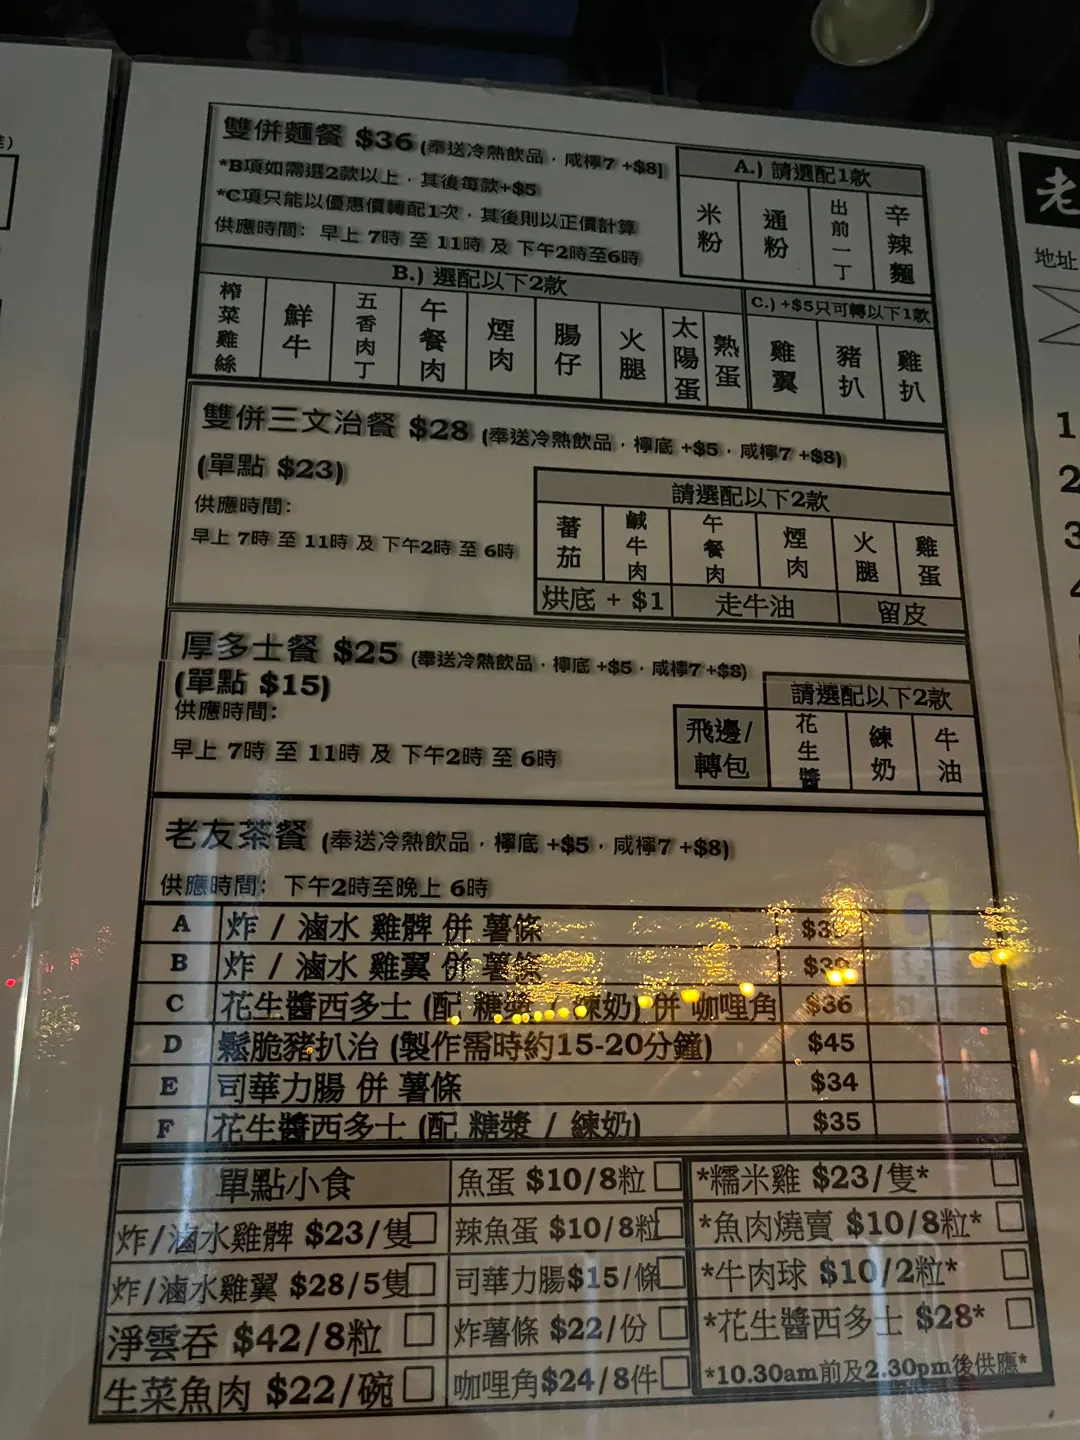 雙併麵餐 $36 (奉送冷熱飲品，咸檸7 +$8)
*B項如需選2款以上，其後每款+$5
*C項只能以優惠價轉配1次，其後則以正價計算
供應時間: 早上 7時 至 11時 及 下午2時至6時
A.) 請選配1款
米粉
通粉
出前一丁
辛辣麵
B.) 選配以下2款
榨菜雞絲
鮮牛
五香肉丁
午餐肉
煙肉
腸仔
火腿
太陽蛋
熟蛋
C.) +$5只可轉以下1款
雞翼
豬扒
雞扒
雙併三文治餐 $28 (奉送冷熱飲品，檸底 +$5，咸檸7 +$8)
(單點 $23)
供應時間:
早上 7時 至 11時 及 下午2時 至 6時
請選配以下2款
蕃茄
鹹牛肉
午餐肉
煙肉
火腿
雞蛋
烘底 + $1
走牛油
留皮
厚多士餐 $25 (奉送冷熱飲品，檸底 +$5，咸檸7 +$8)
(單點 $15)
供應時間:
早上 7時 至 11時 及 下午2時 至 6時
飛邊/
轉包
請選配以下2款
花生醬
練奶
牛油
老友茶餐 (奉送冷熱飲品，檸底 +$5，咸檸7 +$8)
供應時間: 下午2時至晚上 6時
A 炸 / 滷水 雞髀 併 薯條
B 炸 / 滷水 雞翼 併 薯條 $39
C 花生醬西多士 (配 糖漿 / 練奶) 併 咖哩角 $36
D 鬆脆豬扒治 (製作需時約15-20分鐘) $45
E 司華力腸 併 薯條 $34
F 花生醬西多士 (配 糖漿 / 練奶) $35
單點小食
炸/滷水雞髀 $23/隻
炸/滷水雞翼 $28/5隻
淨雲吞 $42/8粒
生菜魚肉 $22/碗
魚蛋 $10/8粒
辣魚蛋 $10/8粒
司華力腸$15/條
炸薯條 $22/份
咖哩角$24/8件
*糯米雞 $23/隻*
*魚肉燒賣 $10/8粒*
*牛肉球 $10/2粒*
*花生醬西多士 $28*
*10.30am前及2.30pm後供應*
老
地址
1
2
3